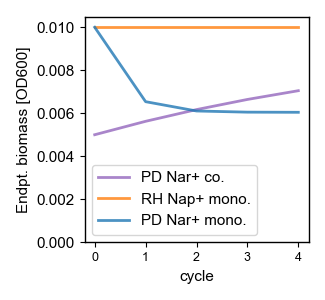 Endpt. biomass [OD600]
0.010
0.008
0.006
0.004
0.002
0.000
PD Nar+ co.
RH Nap+ mono.
PD Nar+ mono.
0 1 2 3 4
cycle